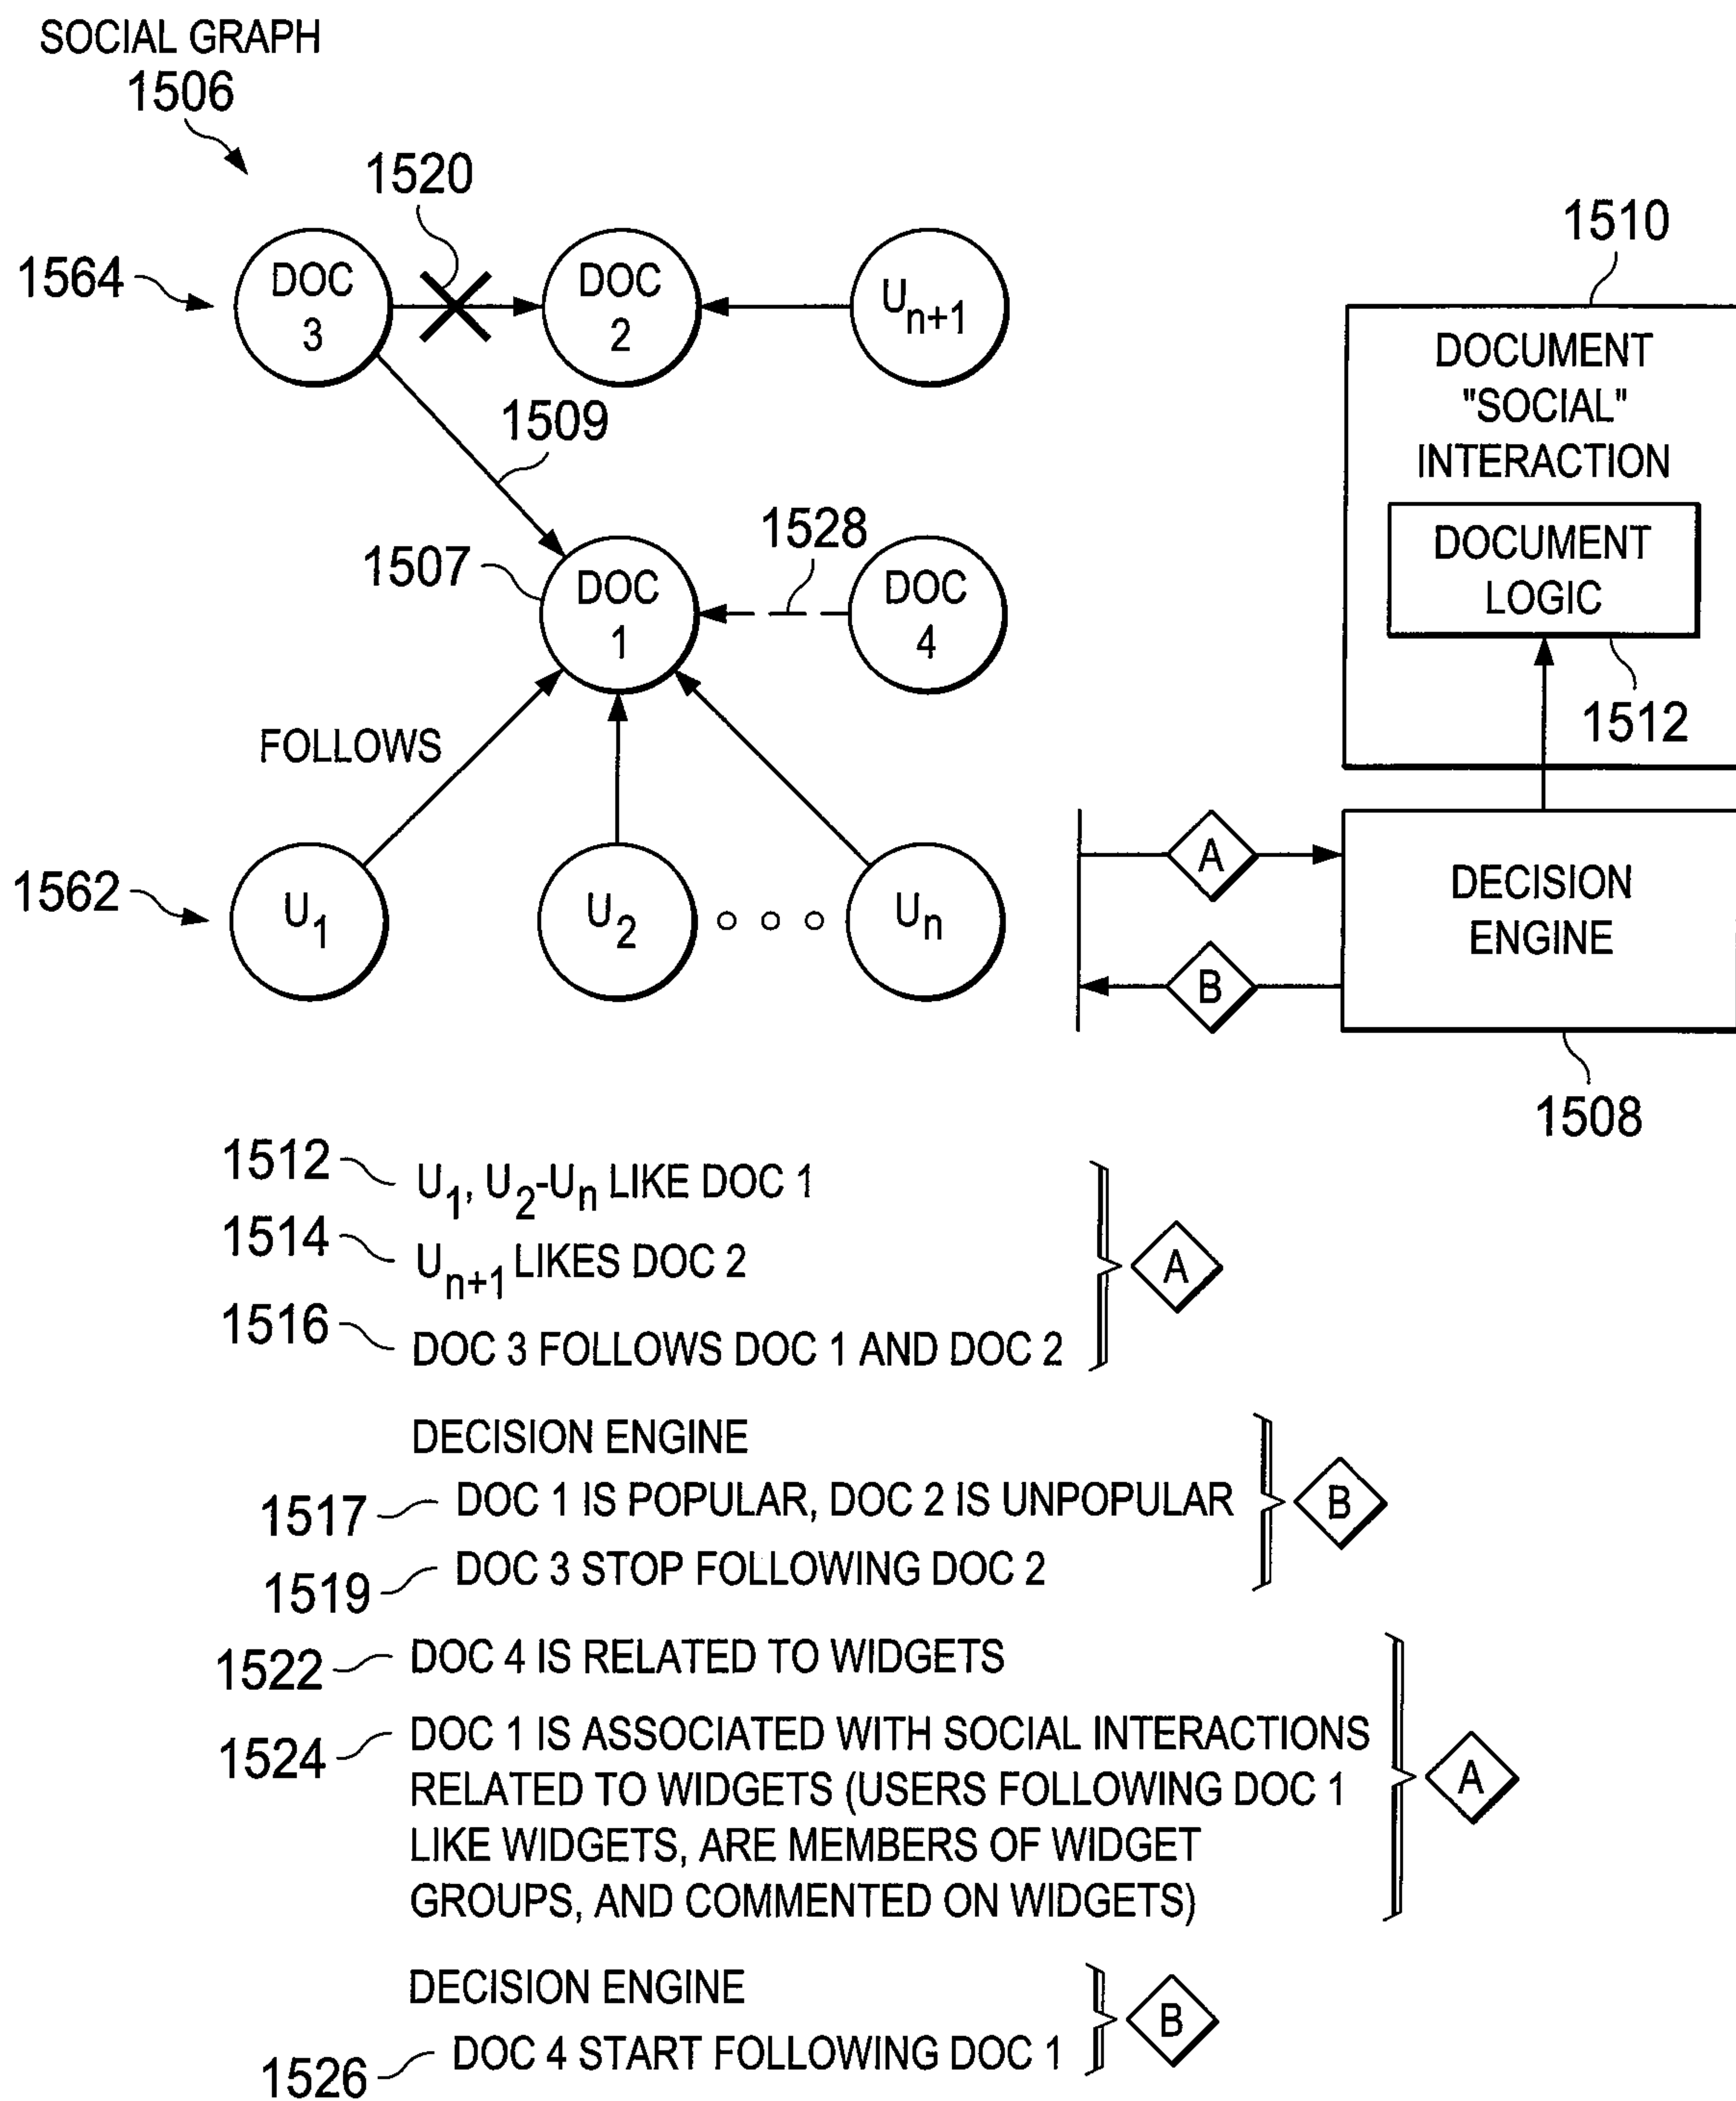 SOCIAL GRAPH
1506
1520
1510
1564
DOC
3
DOC
2
Un+1
DOCUMENT
"SOCIAL"
INTERACTION
1509
DOCUMENT
LOGIC
1528
1507
DOC
1
DOC
4
1512
FOLLOWS
A
DECISION
ENGINE
1562
U1
U2
Un
B
1508
1512 U1, U2-Un LIKE DOC 1
1514 Un+1 LIKES DOC 2
A
1516 DOC 3 FOLLOWS DOC 1 AND DOC 2
DECISION ENGINE
1517 DOC 1 IS POPULAR, DOC 2 IS UNPOPULAR
B
1519 DOC 3 STOP FOLLOWING DOC 2
1522 DOC 4 IS RELATED TO WIDGETS
1524 DOC 1 IS ASSOCIATED WITH SOCIAL INTERACTIONS
RELATED TO WIDGETS (USERS FOLLOWING DOC 1
A
LIKE WIDGETS, ARE MEMBERS OF WIDGET
GROUPS, AND COMMENTED ON WIDGETS)
DECISION ENGINE
B
1526 DOC 4 START FOLLOWING DOC 1